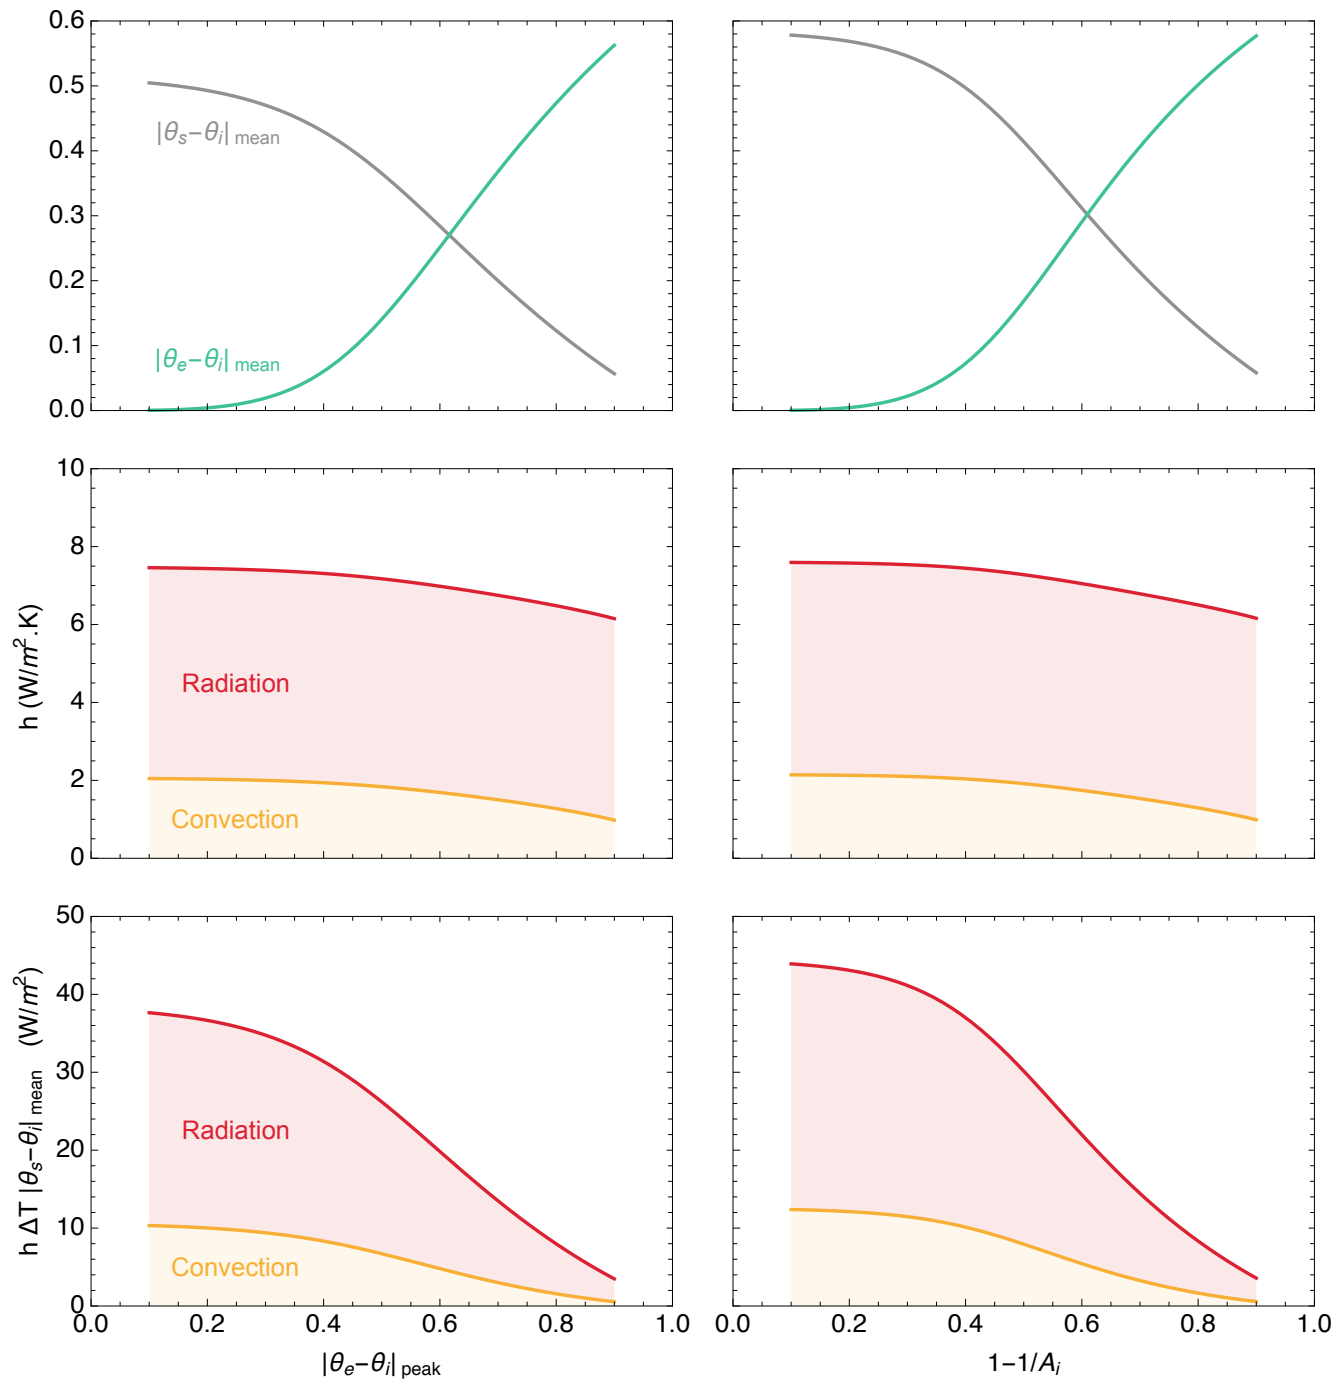 0.6
0.5
0.4
0.3
0.2
0.1
0.0
|θs−θi| mean
|θe−θi| mean
10
8
6
4
2
0
h (W/m².K)
Radiation
Convection
50
40
30
20
10
0
h ΔT |θs−θi| mean (W/m²)
Radiation
Convection
0.0 0.2 0.4 0.6 0.8 1.0
0.0 0.2 0.4 0.6 0.8 1.0
|θe−θi| peak
1−1/Ai